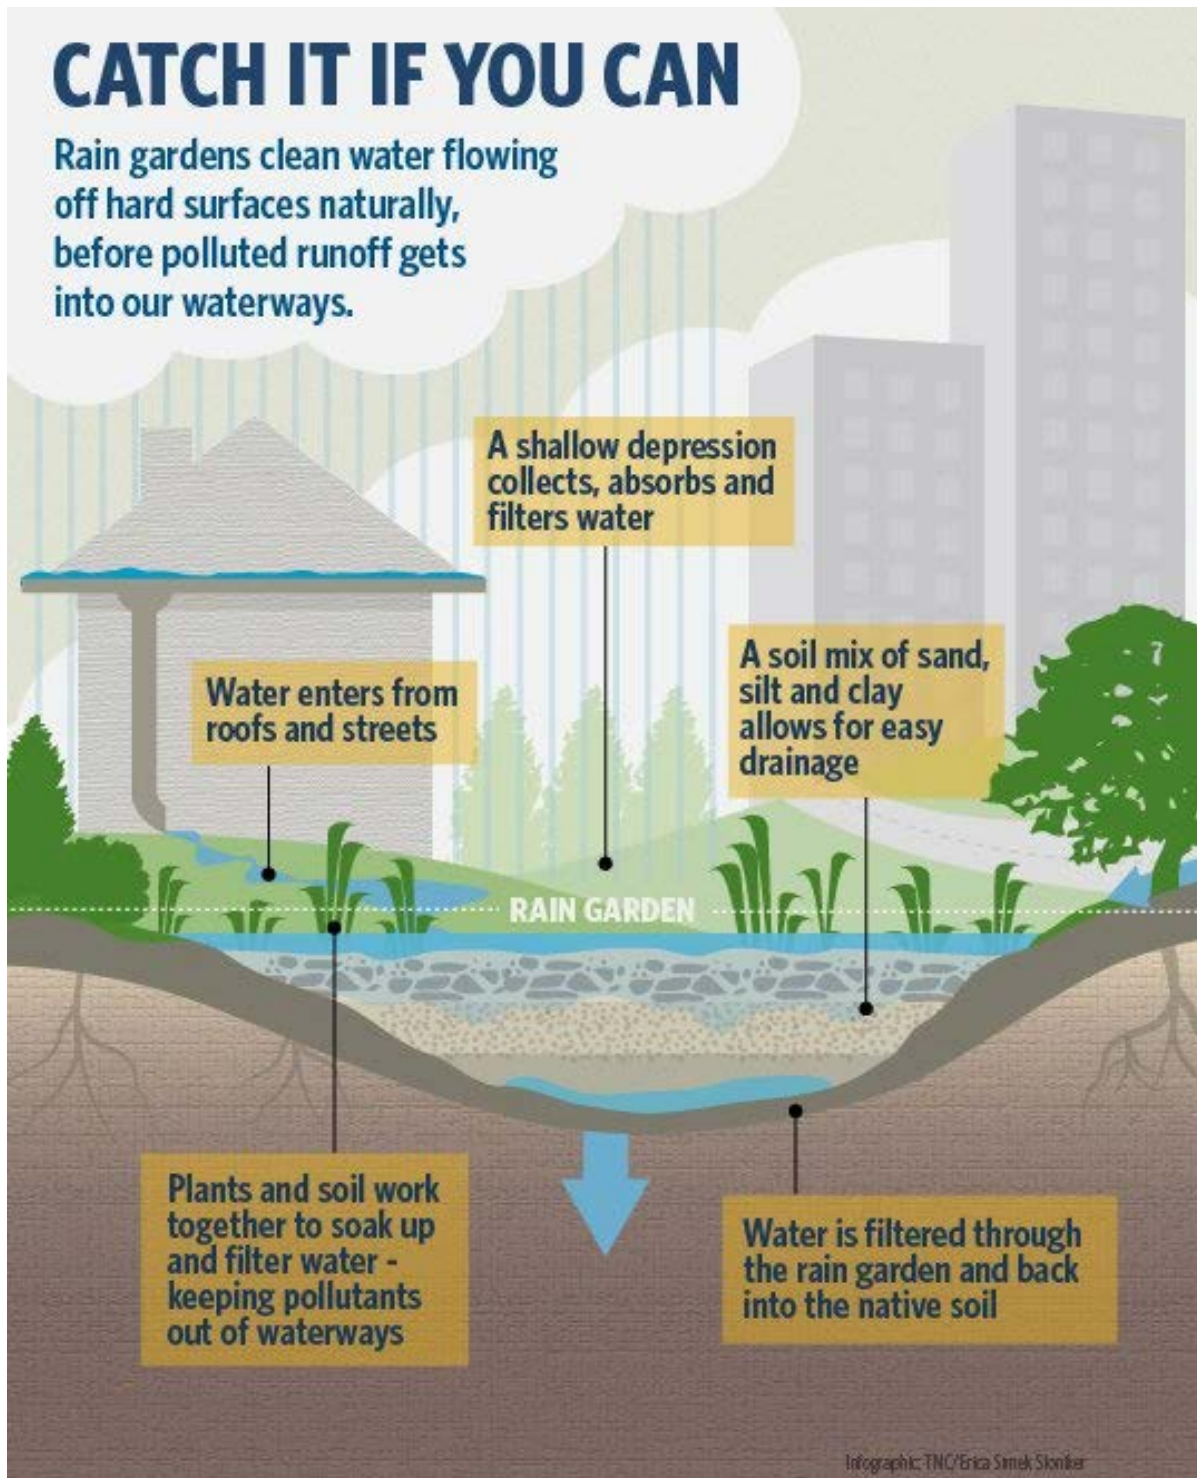 CATCH IT IF YOU CAN
Rain gardens clean water flowing
off hard surfaces naturally,
before polluted runoff gets
into our waterways.
A shallow depression
collects, absorbs and
filters water
A soil mix of sand,
silt and clay
allows for easy
drainage
Water enters from
roofs and streets
RAIN GARDEN
Plants and soil work
together to soak up
and filter water -
keeping pollutants
out of waterways
Water is filtered through
the rain garden and back
into the native soil
Infographic: TNC/Erica Simek Sloniker